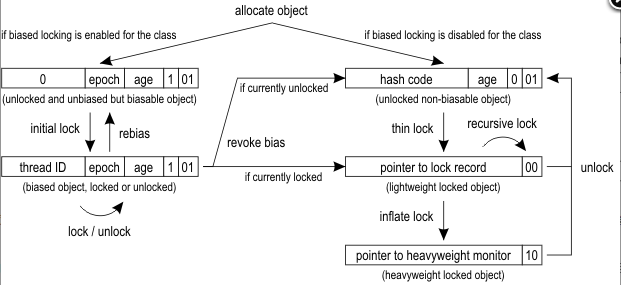 allocate object
if biased locking is enabled for the class
if biased locking is disabled for the class
0 epoch age 1 01
hash code age 0 01
(unlocked and unbiased but biasable object)
if currently unlocked
(unlocked non-biasable object)
initial lock
rebias
revoke bias
thin lock
recursive lock
thread ID epoch age 1 01
if currently locked
pointer to lock record 00
unlock
(biased object, locked or unlocked)
(lightweight locked object)
lock / unlock
inflate lock
pointer to heavyweight monitor 10
(heavyweight locked object)